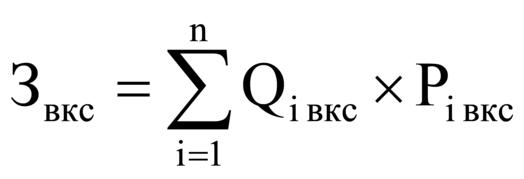 З вкс = n ∑ i=1 Q i вкс × P i вкс